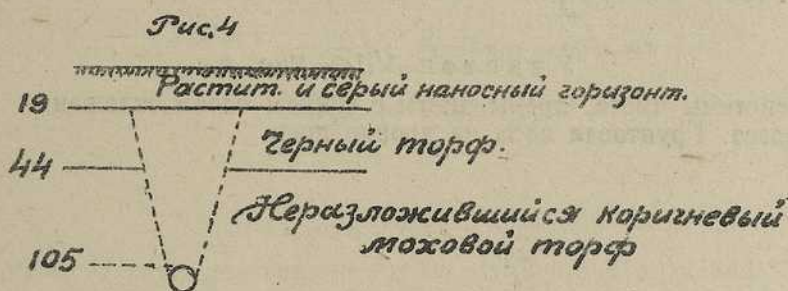 Рис.4
Растит. и серый наносный горизонт.
19
Черный торф.
44
Неразложившийся коричневый
моховой торф
105